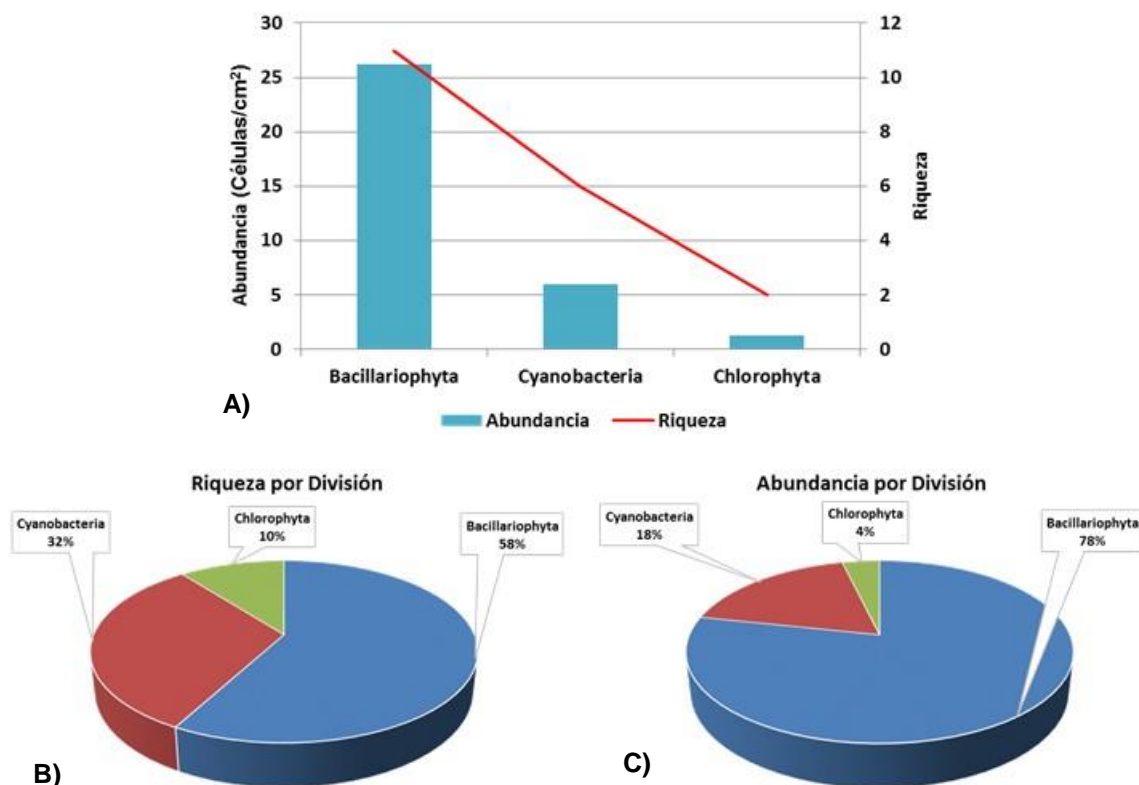 Abundancia (Células/cm²)
30
25
20
15
10
5
0
12
10
8
6
4
2
0
Riqueza
Bacillariophyta
Cyanobacteria
Chlorophyta
A)
Abundancia
Riqueza
Riqueza por División
Cyanobacteria
32%
Chlorophyta
10%
Bacillariophyta
58%
B)
Abundancia por División
Cyanobacteria
18%
Chlorophyta
4%
Bacillariophyta
78%
C)